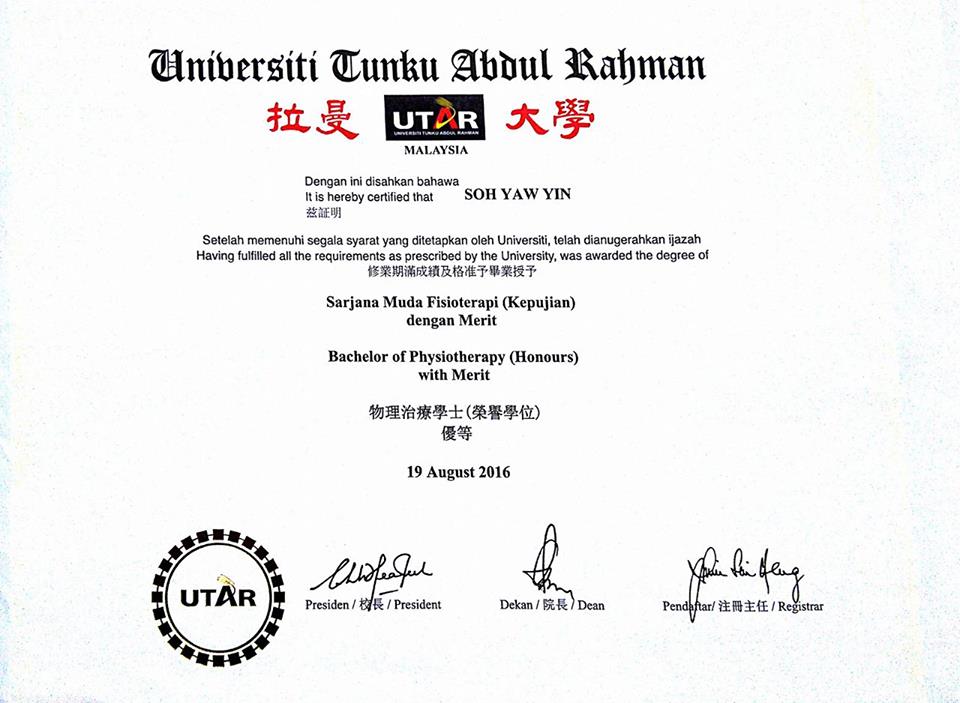 Universiti Tunku Abdul Rahman
拉曼 UTAR 大學
UNIVERSITI TUNKU ABDUL RAHMAN
MALAYSIA
Dengan ini disahkan bahawa
It is hereby certified that SOH YAW YIN
茲証明
Setelah memenuhi segala syarat yang ditetapkan oleh Universiti, telah dianugerahkan ijazah
Having fulfilled all the requirements as prescribed by the University, was awarded the degree of
修業期滿成績及格准予畢業授予
Sarjana Muda Fisioterapi (Kepujian)
dengan Merit
Bachelor of Physiotherapy (Honours)
with Merit
物理治療學士(榮譽學位)
優等
19 August 2016
UTAR
Presiden / 校長 / President
Dekan / 院長 / Dean
Pendaftar/ 注冊主任 / Registrar